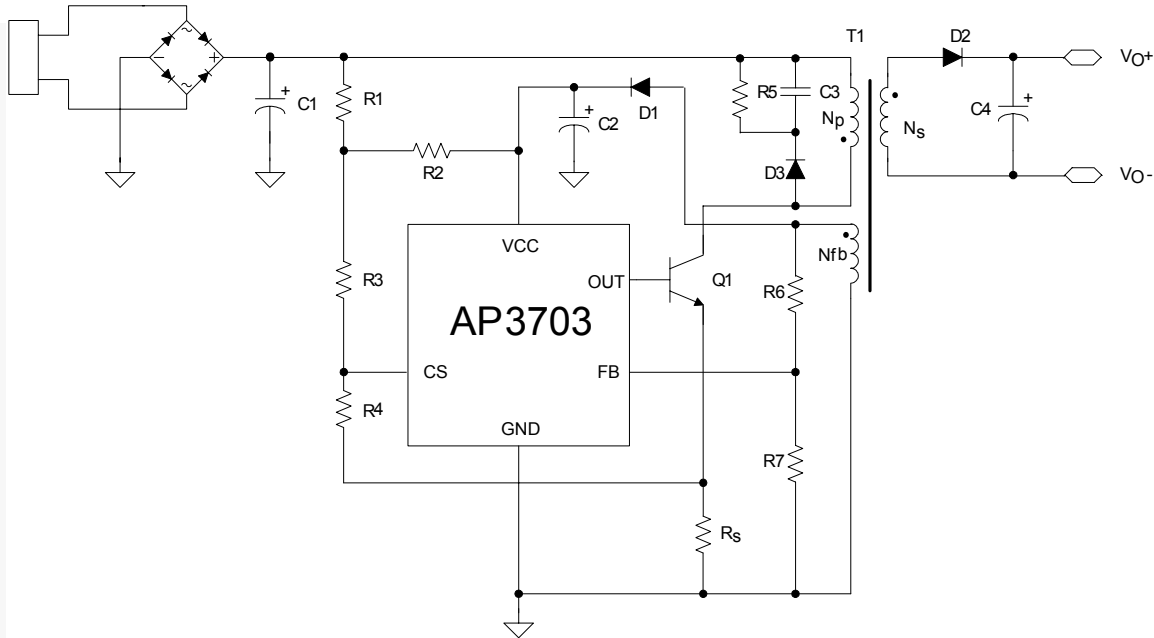 T1
D2
VO+
~
− +
~
+
C1
R1
R2
+
C2
D1
R5
C3
Np
D3
Ns
C4
+
VO-
VCC
Nfb
OUT
Q1
R6
R3
AP3703
CS
FB
R4
GND
R7
Rs